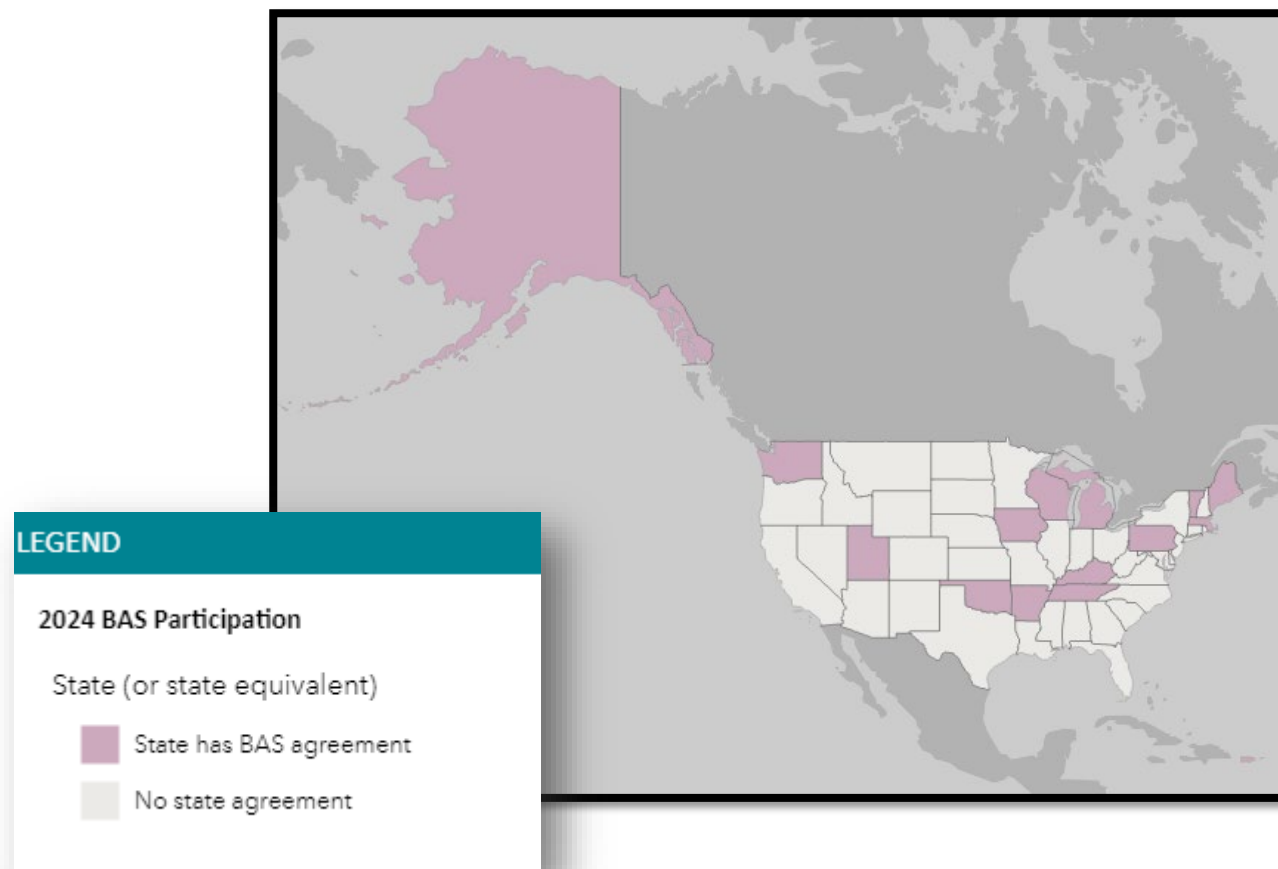 LEGEND
2024 BAS Participation
State (or state equivalent)
State has BAS agreement
No state agreement